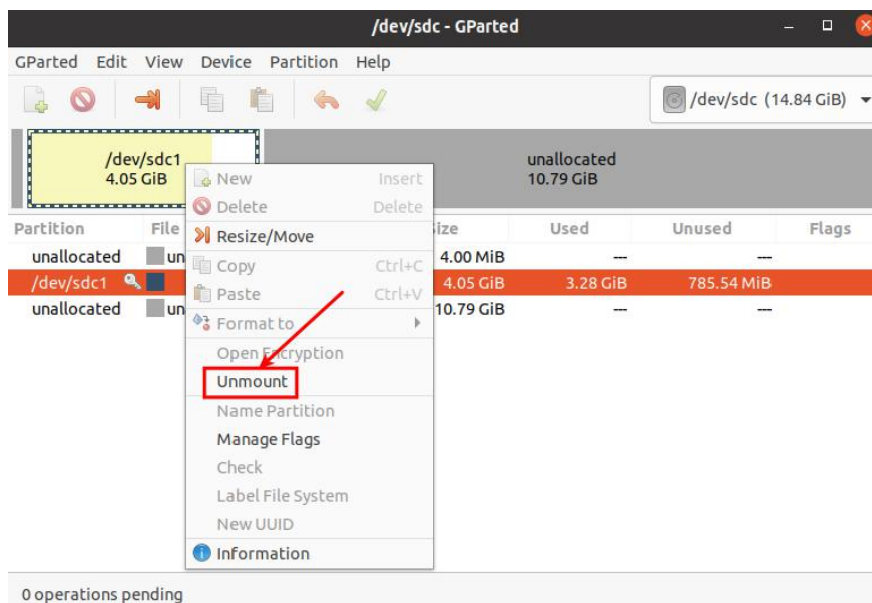 /dev/sdc - GParted
GParted Edit View Device Partition Help
/dev/sdc (14.84 GiB)
/dev/sdc1
4.05 GiB
unallocated
10.79 GiB
Partition File ize Used Unused Flags
unallocated un 4.00 MiB --- ---
/dev/sdc1 4.05 GiB 3.28 GiB 785.54 MiB
unallocated un 10.79 GiB --- ---
New Insert
Delete Delete
Resize/Move
Copy Ctrl+C
Paste Ctrl+V
Format to
Open Encryption
Unmount
Name Partition
Manage Flags
Check
Label File System
New UUID
Information
0 operations pending